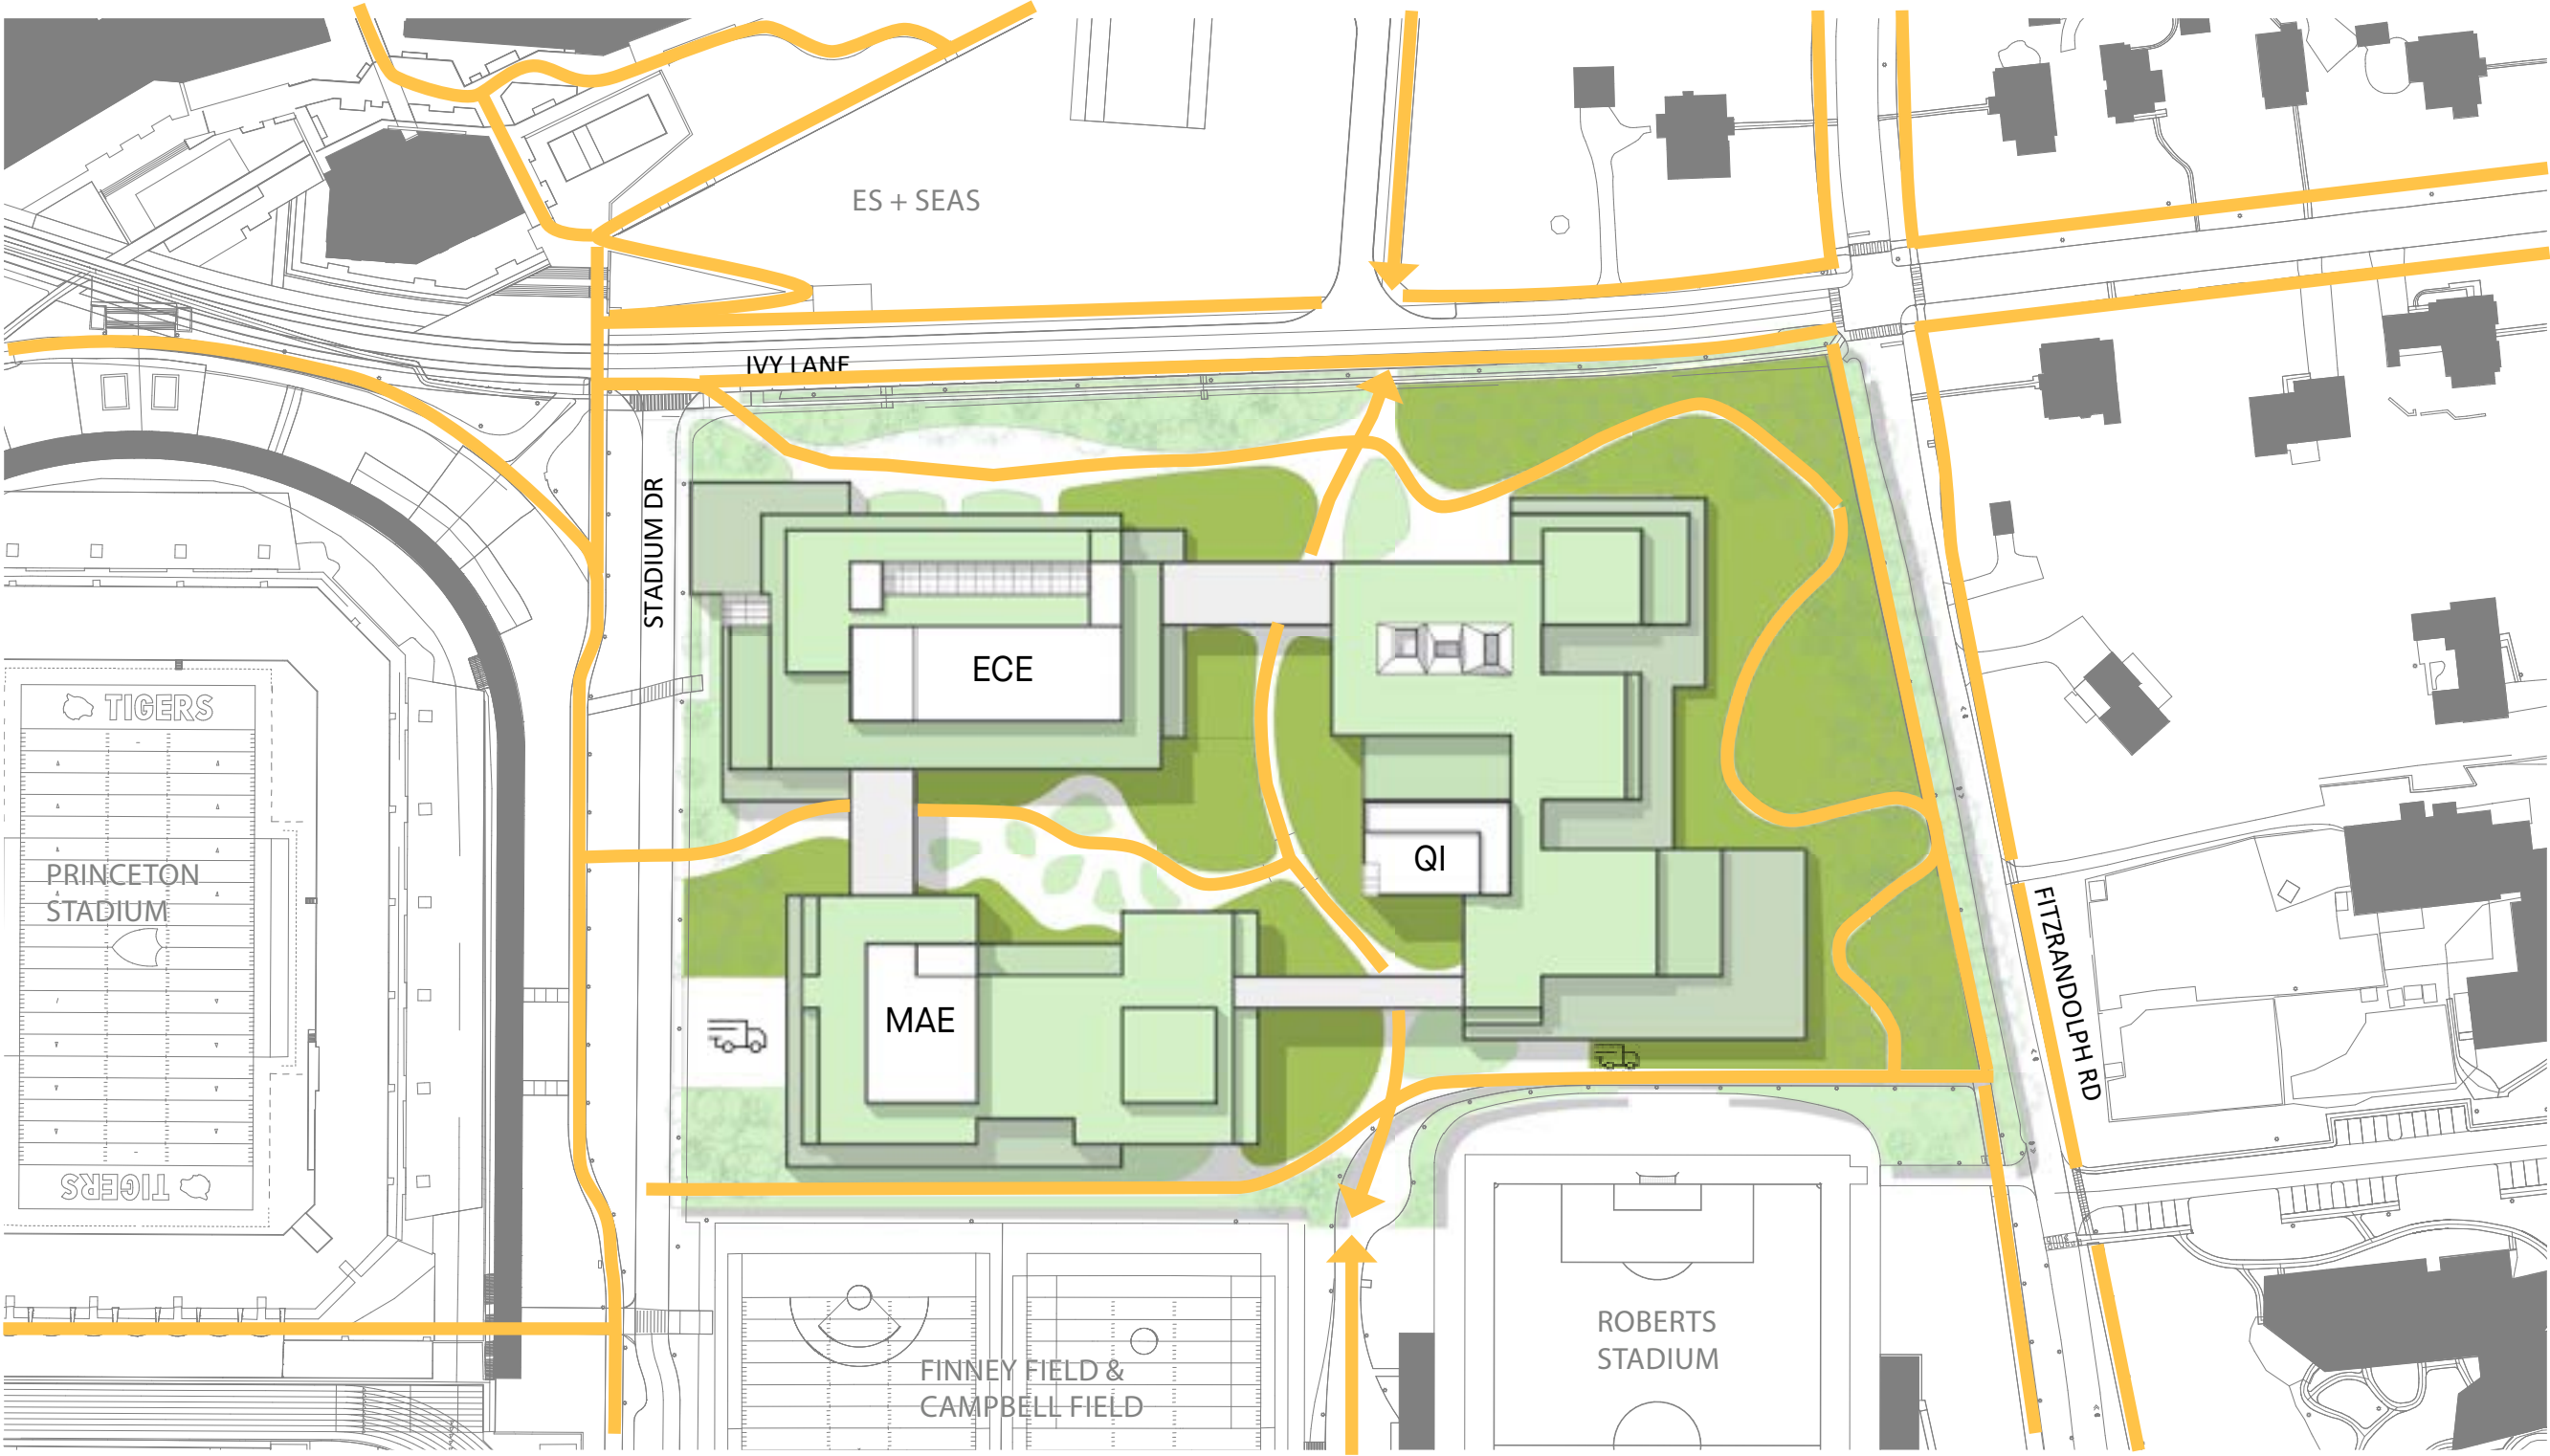 ES + SEAS
IVY LANE
STADIUM DR
ECE
TIGERS
QI
PRINCETON
STADIUM
FITZRANDOLPH RD
MAE
TIGERS
ROBERTS
STADIUM
FINNEY FIELD &
CAMPBELL FIELD